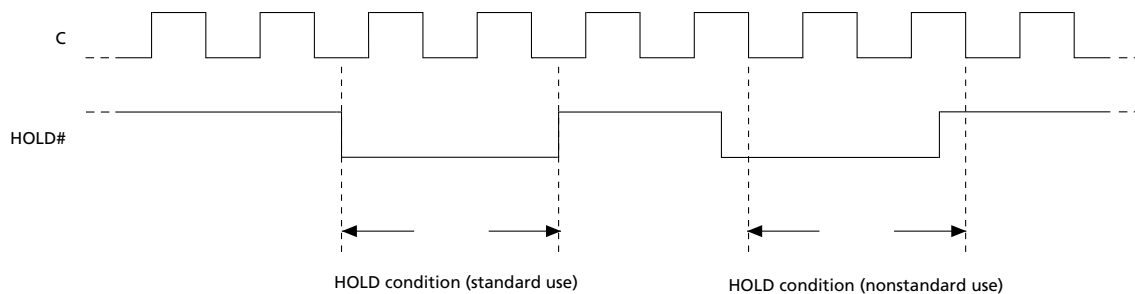 C
HOLD#
HOLD condition (standard use)
HOLD condition (nonstandard use)